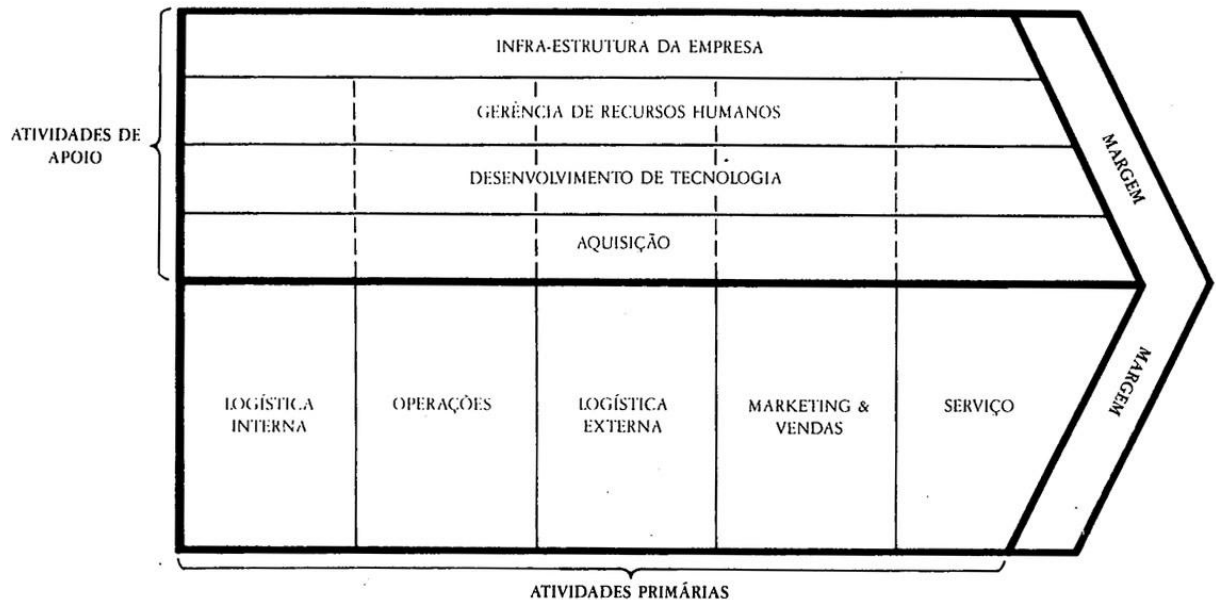 INFRA-ESTRUTURA DA EMPRESA
GERÊNCIA DE RECURSOS HUMANOS
DESENVOLVIMENTO DE TECNOLOGIA
AQUISIÇÃO
ATIVIDADES DE
APOIO
MARGEM
MARGEM
LOGÍSTICA
INTERNA
OPERAÇÕES
LOGÍSTICA
EXTERNA
MARKETING &
VENDAS
SERVIÇO
ATIVIDADES PRIMÁRIAS